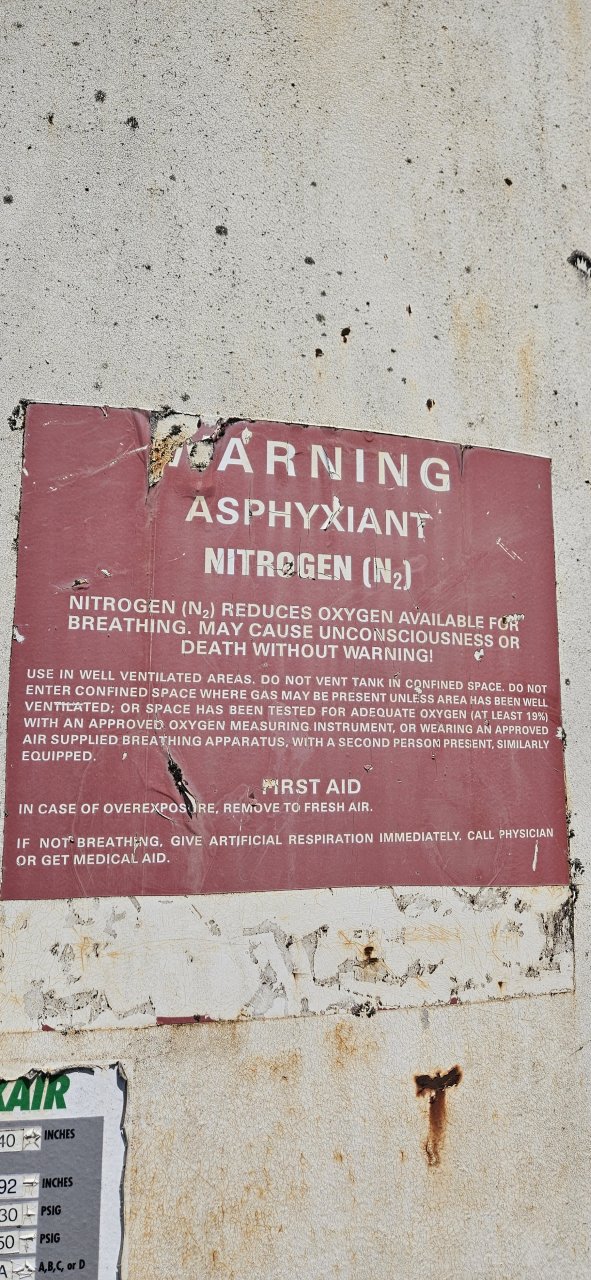 WARNING
ASPHYXIANT
NITROGEN (N₂)
NITROGEN (N₂) REDUCES OXYGEN AVAILABLE FOR
BREATHING. MAY CAUSE UNCONSCIOUSNESS OR
DEATH WITHOUT WARNING!
USE IN WELL VENTILATED AREAS. DO NOT VENT TANK IN CONFINED SPACE. DO NOT
ENTER CONFINED SPACE WHERE GAS MAY BE PRESENT UNLESS AREA HAS BEEN WELL
VENTILATED; OR SPACE HAS BEEN TESTED FOR ADEQUATE OXYGEN (AT LEAST 19%)
WITH AN APPROVED OXYGEN MEASURING INSTRUMENT, OR WEARING AN APPROVED
AIR SUPPLIED BREATHING APPARATUS, WITH A SECOND PERSON PRESENT, SIMILARLY
EQUIPPED.
FIRST AID
IN CASE OF OVEREXPOSURE, REMOVE TO FRESH AIR.
IF NOT BREATHING, GIVE ARTIFICIAL RESPIRATION IMMEDIATELY. CALL PHYSICIAN
OR GET MEDICAL AID.
XAIR
40 INCHES
92 INCHES
30 PSIG
50 PSIG
A A,B,C, or D